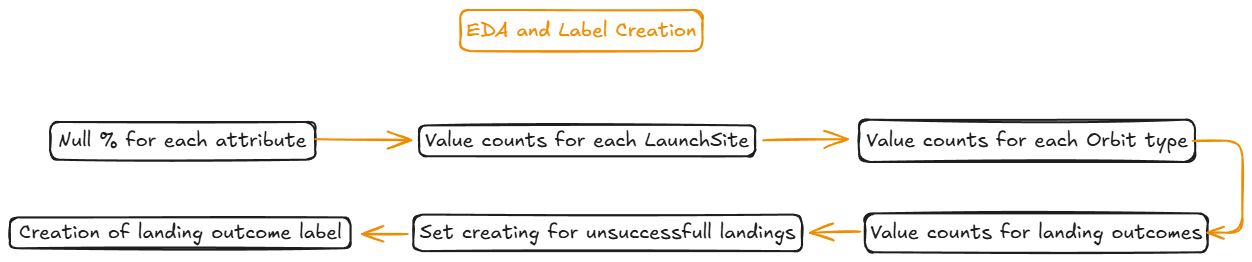 EDA and Label Creation
Null % for each attribute
Value counts for each LaunchSite
Value counts for each Orbit type
Value counts for landing outcomes
Set creating for unsuccessfull landings
Creation of landing outcome label